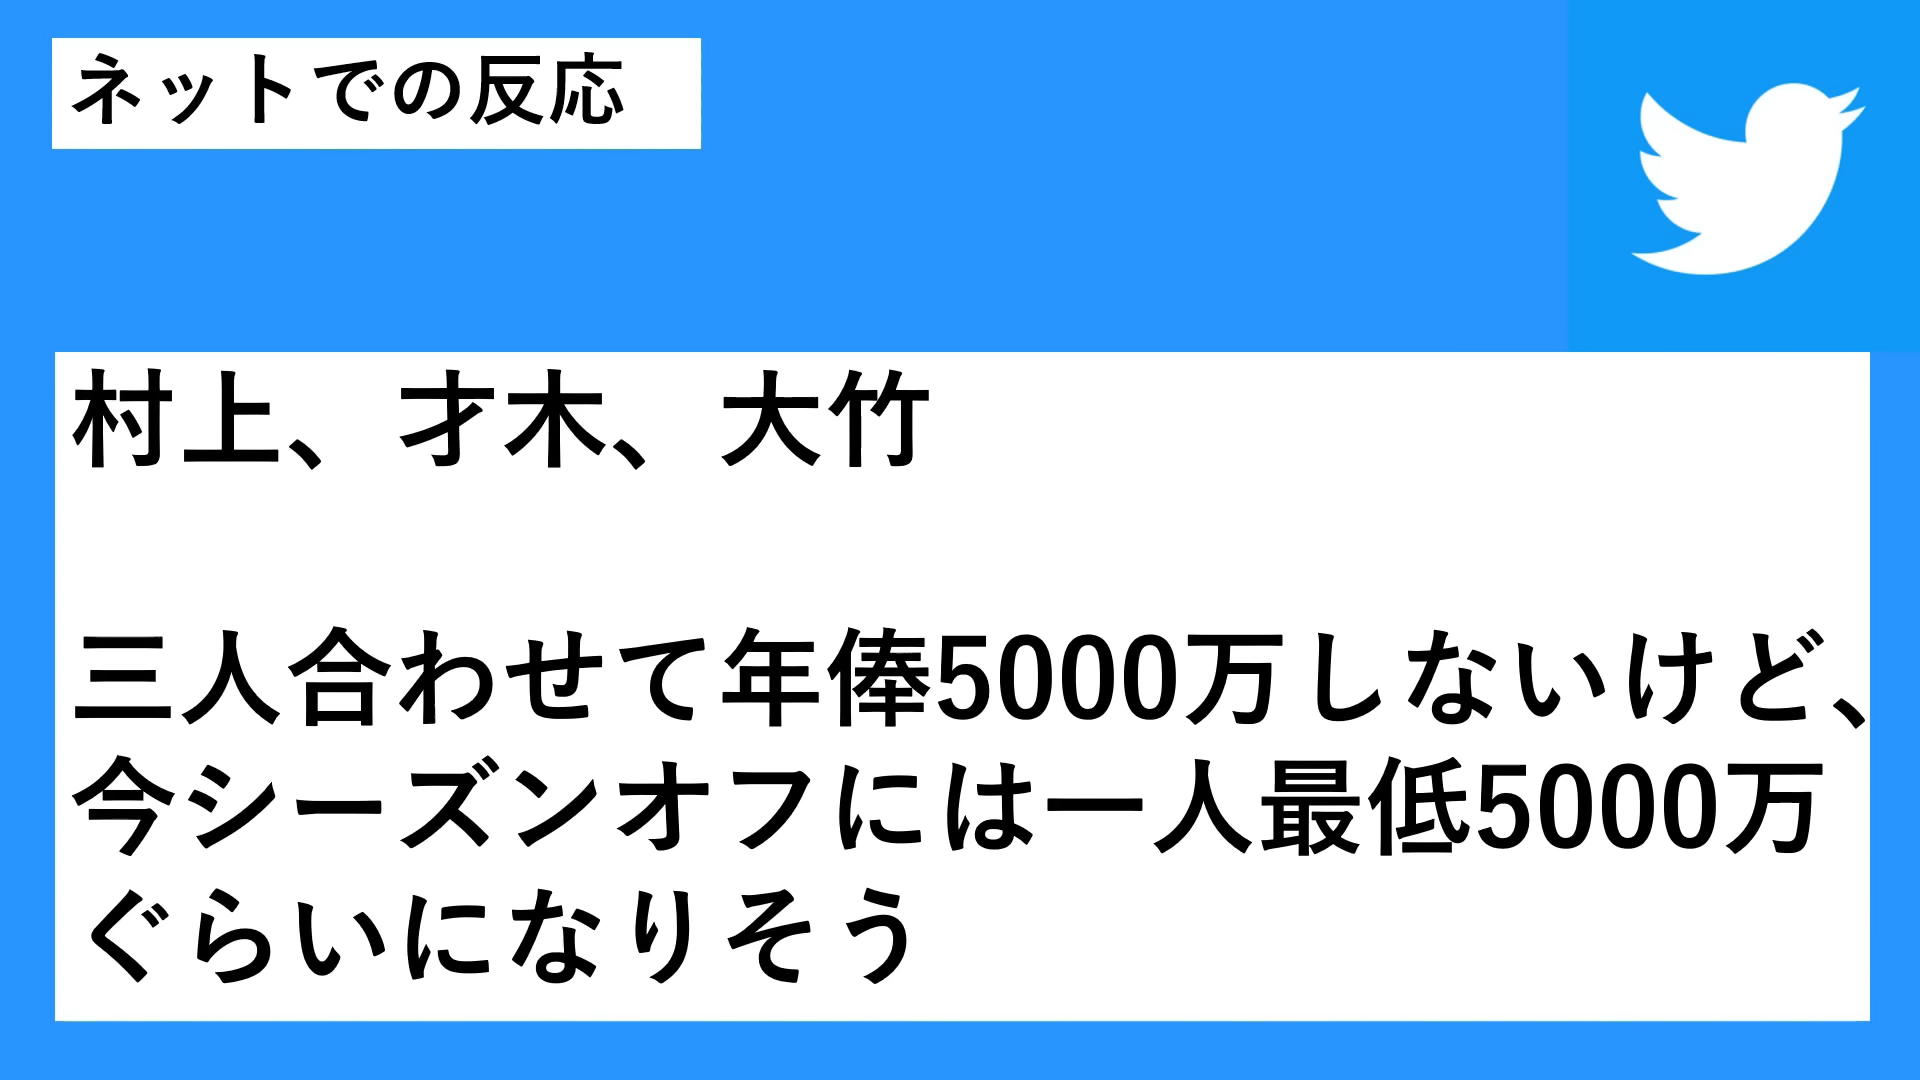 ネットでの反応
村上、才木、大竹
三人合わせて年俸5000万しないけど、
今シーズンオフには一人最低5000万
ぐらいになりそう